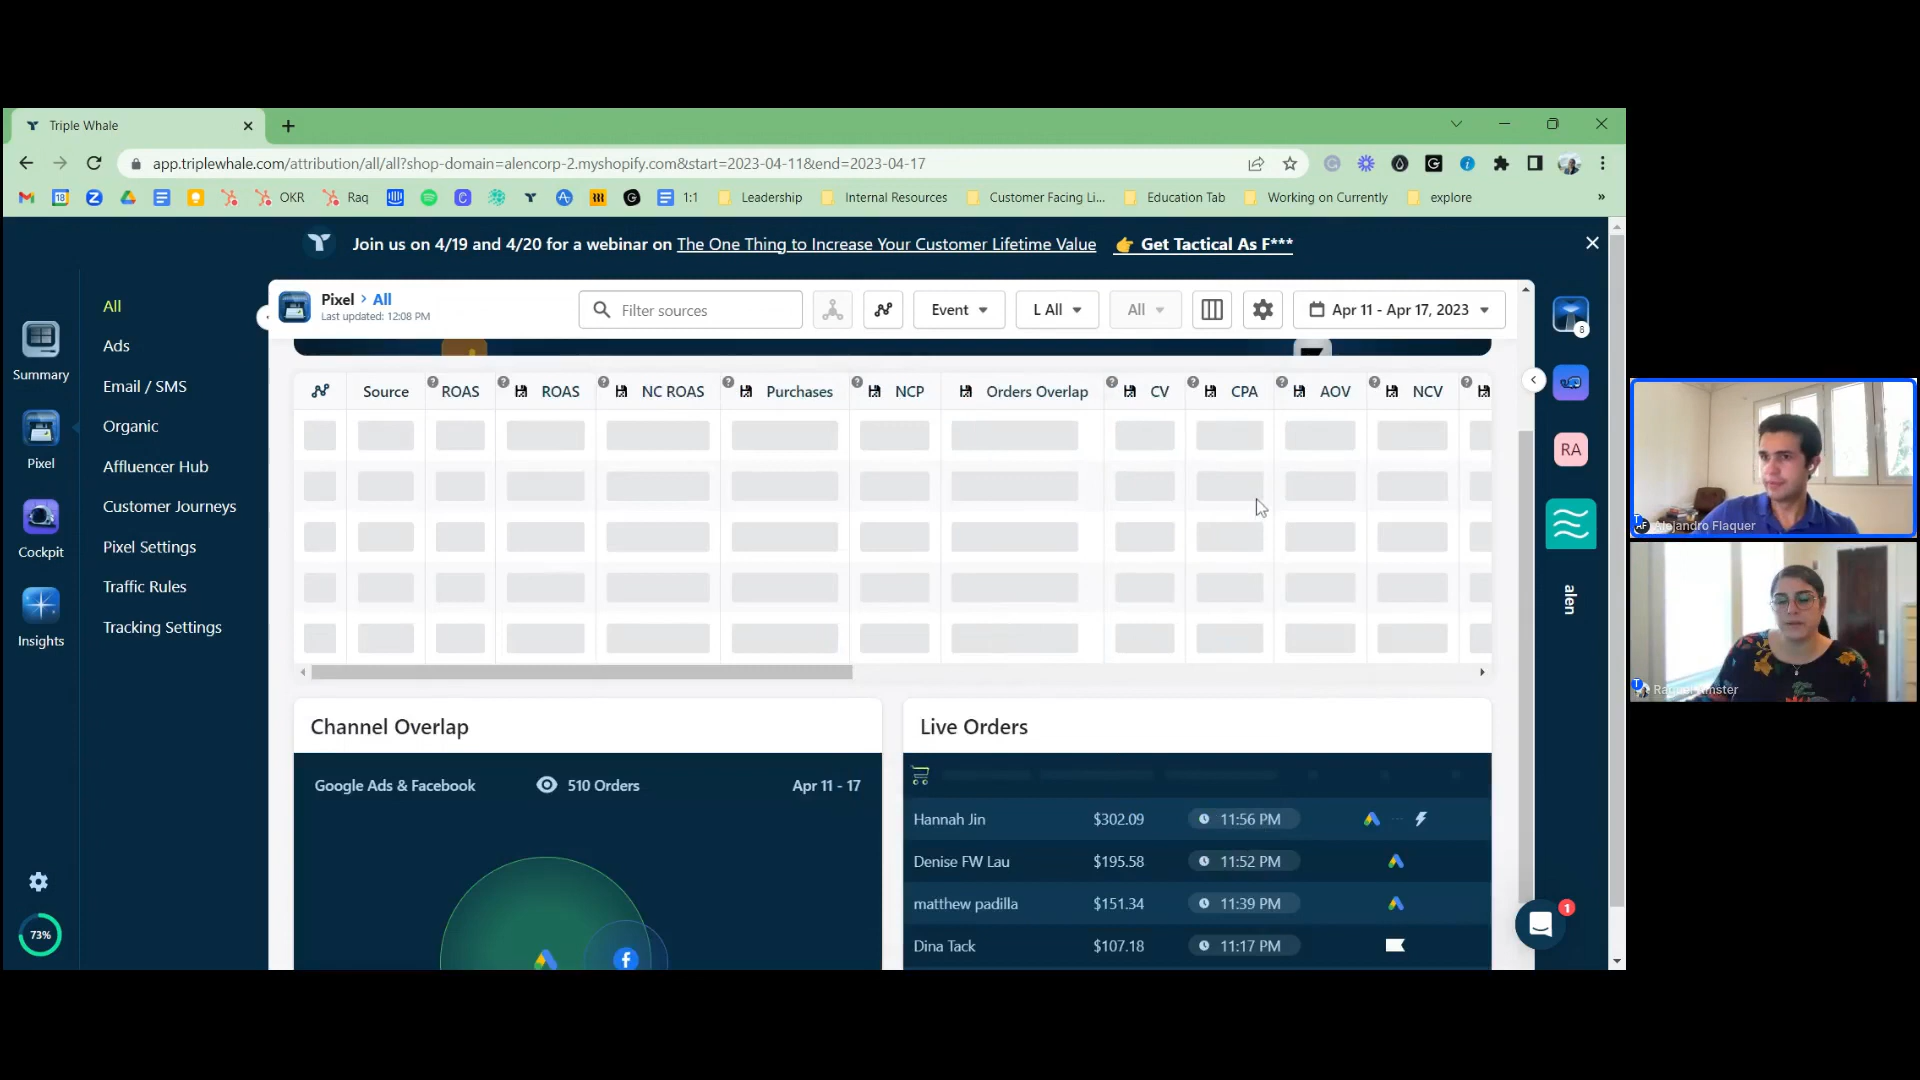 Triple Whale
app.triplewhale.com/attribution/all/all?shop-domain=alencorp-2.myshopify.com&start=2023-04-11&end=2023-04-17
18
OKR
Raq
1:1
Leadership
Internal Resources
Customer Facing Li...
Education Tab
Working on Currently
explore
»
Join us on 4/19 and 4/20 for a webinar on The One Thing to Increase Your Customer Lifetime Value 👉 Get Tactical As F***
Summary
Pixel
Cockpit
Insights
73%
All
Ads
Email / SMS
Organic
Affluencer Hub
Customer Journeys
Pixel Settings
Traffic Rules
Tracking Settings
Pixel > All
Last updated: 12:08 PM
Filter sources
Event
L All
All
Apr 11 - Apr 17, 2023
Source ROAS ROAS NC ROAS Purchases NCP Orders Overlap CV CPA AOV NCV
Channel Overlap
Google Ads & Facebook 510 Orders Apr 11 - 17
Live Orders
Hannah Jin $302.09 11:56 PM
Denise FW Lau $195.58 11:52 PM
matthew padilla $151.34 11:39 PM
Dina Tack $107.18 11:17 PM
8
RA
alen
1
Alejandro Flaquer